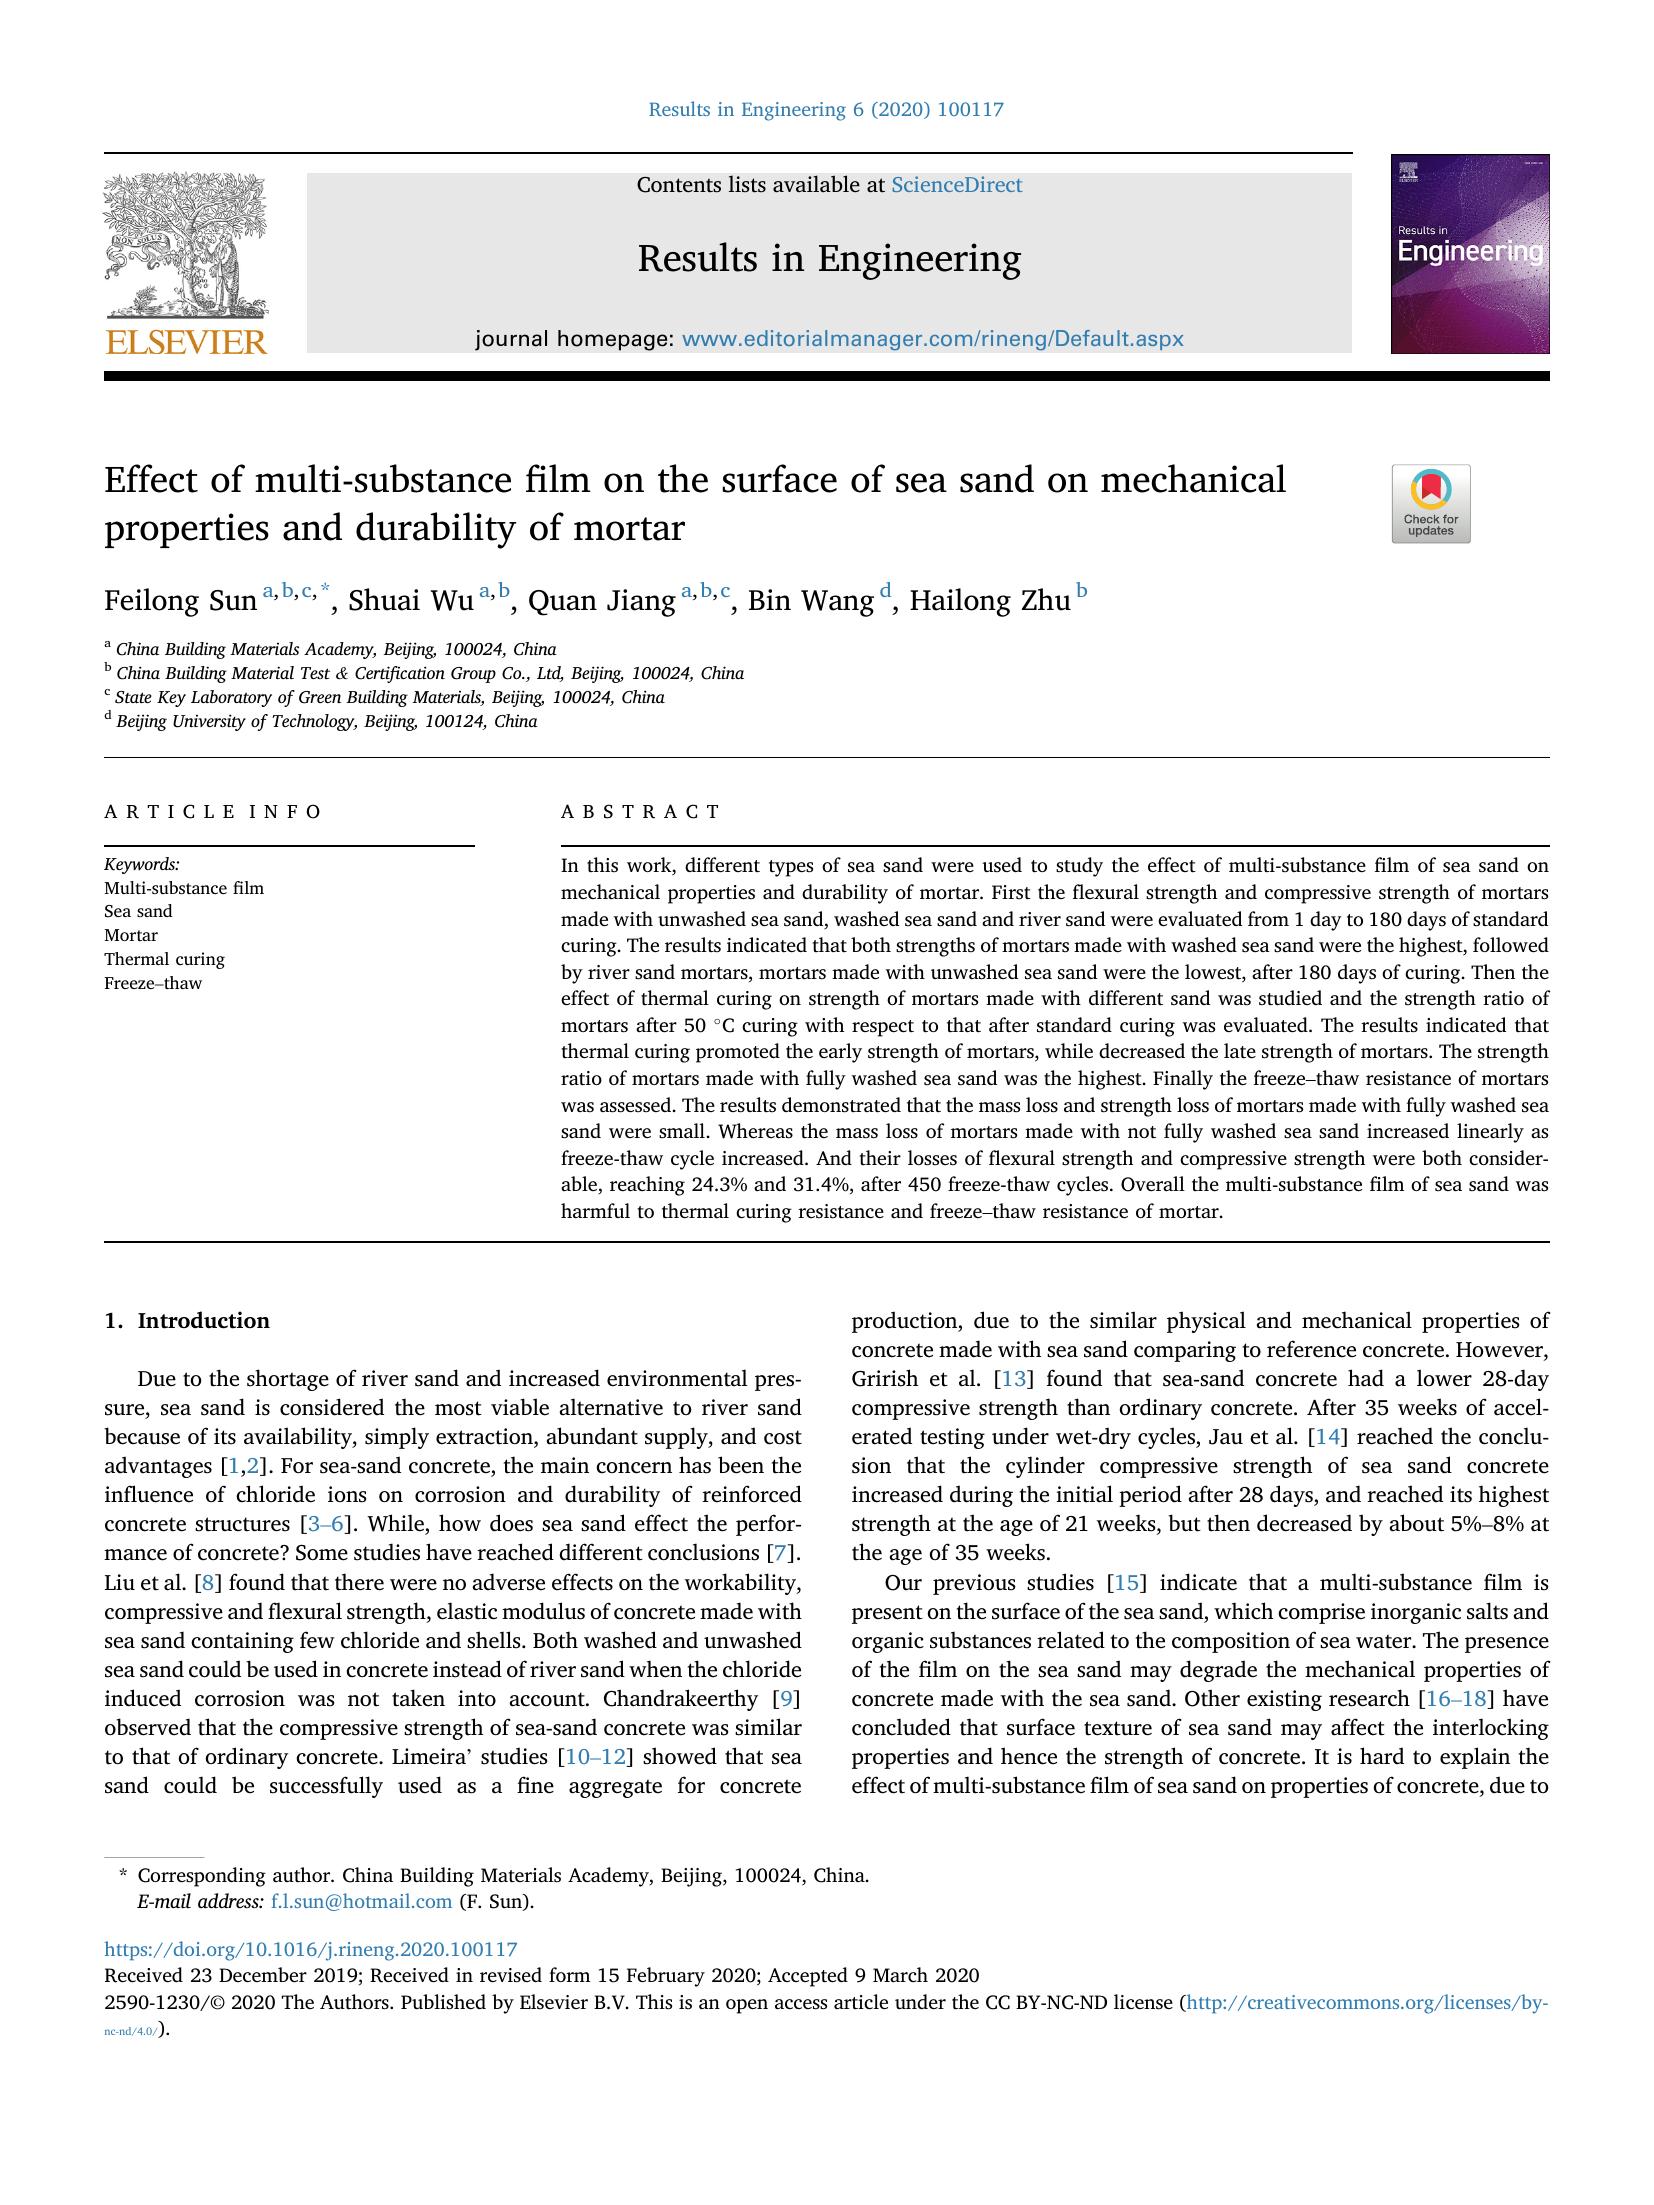 Results in Engineering 6 (2020) 100117
Contents lists available at ScienceDirect
Results in Engineering
journal homepage: www.editorialmanager.com/rineng/Default.aspx
NON SOLUS
ELSEVIER
Results in
Engineering
Effect of multi-substance film on the surface of sea sand on mechanical
properties and durability of mortar
Check for
updates
Feilong Sun a,b,c,*, Shuai Wu a,b, Quan Jiang a,b,c, Bin Wang d, Hailong Zhu b
a China Building Materials Academy, Beijing, 100024, China
b China Building Material Test & Certification Group Co., Ltd, Beijing, 100024, China
c State Key Laboratory of Green Building Materials, Beijing, 100024, China
d Beijing University of Technology, Beijing, 100124, China
ARTICLE INFO
Keywords:
Multi-substance film
Sea sand
Mortar
Thermal curing
Freeze–thaw
ABSTRACT
In this work, different types of sea sand were used to study the effect of multi-substance film of sea sand on
mechanical properties and durability of mortar. First the flexural strength and compressive strength of mortars
made with unwashed sea sand, washed sea sand and river sand were evaluated from 1 day to 180 days of standard
curing. The results indicated that both strengths of mortars made with washed sea sand were the highest, followed
by river sand mortars, mortars made with unwashed sea sand were the lowest, after 180 days of curing. Then the
effect of thermal curing on strength of mortars made with different sand was studied and the strength ratio of
mortars after 50 °C curing with respect to that after standard curing was evaluated. The results indicated that
thermal curing promoted the early strength of mortars, while decreased the late strength of mortars. The strength
ratio of mortars made with fully washed sea sand was the highest. Finally the freeze–thaw resistance of mortars
was assessed. The results demonstrated that the mass loss and strength loss of mortars made with fully washed sea
sand were small. Whereas the mass loss of mortars made with not fully washed sea sand increased linearly as
freeze-thaw cycle increased. And their losses of flexural strength and compressive strength were both consider-
able, reaching 24.3% and 31.4%, after 450 freeze-thaw cycles. Overall the multi-substance film of sea sand was
harmful to thermal curing resistance and freeze–thaw resistance of mortar.
1. Introduction
Due to the shortage of river sand and increased environmental pres-
sure, sea sand is considered the most viable alternative to river sand
because of its availability, simply extraction, abundant supply, and cost
advantages [1,2]. For sea-sand concrete, the main concern has been the
influence of chloride ions on corrosion and durability of reinforced
concrete structures [3–6]. While, how does sea sand effect the perfor-
mance of concrete? Some studies have reached different conclusions [7].
Liu et al. [8] found that there were no adverse effects on the workability,
compressive and flexural strength, elastic modulus of concrete made with
sea sand containing few chloride and shells. Both washed and unwashed
sea sand could be used in concrete instead of river sand when the chloride
induced corrosion was not taken into account. Chandrakeerthy [9]
observed that the compressive strength of sea-sand concrete was similar
to that of ordinary concrete. Limeira’ studies [10–12] showed that sea
sand could be successfully used as a fine aggregate for concrete
production, due to the similar physical and mechanical properties of
concrete made with sea sand comparing to reference concrete. However,
Grirish et al. [13] found that sea-sand concrete had a lower 28-day
compressive strength than ordinary concrete. After 35 weeks of accel-
erated testing under wet-dry cycles, Jau et al. [14] reached the conclu-
sion that the cylinder compressive strength of sea sand concrete
increased during the initial period after 28 days, and reached its highest
strength at the age of 21 weeks, but then decreased by about 5%–8% at
the age of 35 weeks.
Our previous studies [15] indicate that a multi-substance film is
present on the surface of the sea sand, which comprise inorganic salts and
organic substances related to the composition of sea water. The presence
of the film on the sea sand may degrade the mechanical properties of
concrete made with the sea sand. Other existing research [16–18] have
concluded that surface texture of sea sand may affect the interlocking
properties and hence the strength of concrete. It is hard to explain the
effect of multi-substance film of sea sand on properties of concrete, due to
* Corresponding author. China Building Materials Academy, Beijing, 100024, China.
E-mail address: f.l.sun@hotmail.com (F. Sun).
https://doi.org/10.1016/j.rineng.2020.100117
Received 23 December 2019; Received in revised form 15 February 2020; Accepted 9 March 2020
2590-1230/© 2020 The Authors. Published by Elsevier B.V. This is an open access article under the CC BY-NC-ND license (http://creativecommons.org/licenses/by-
nc-nd/4.0/).